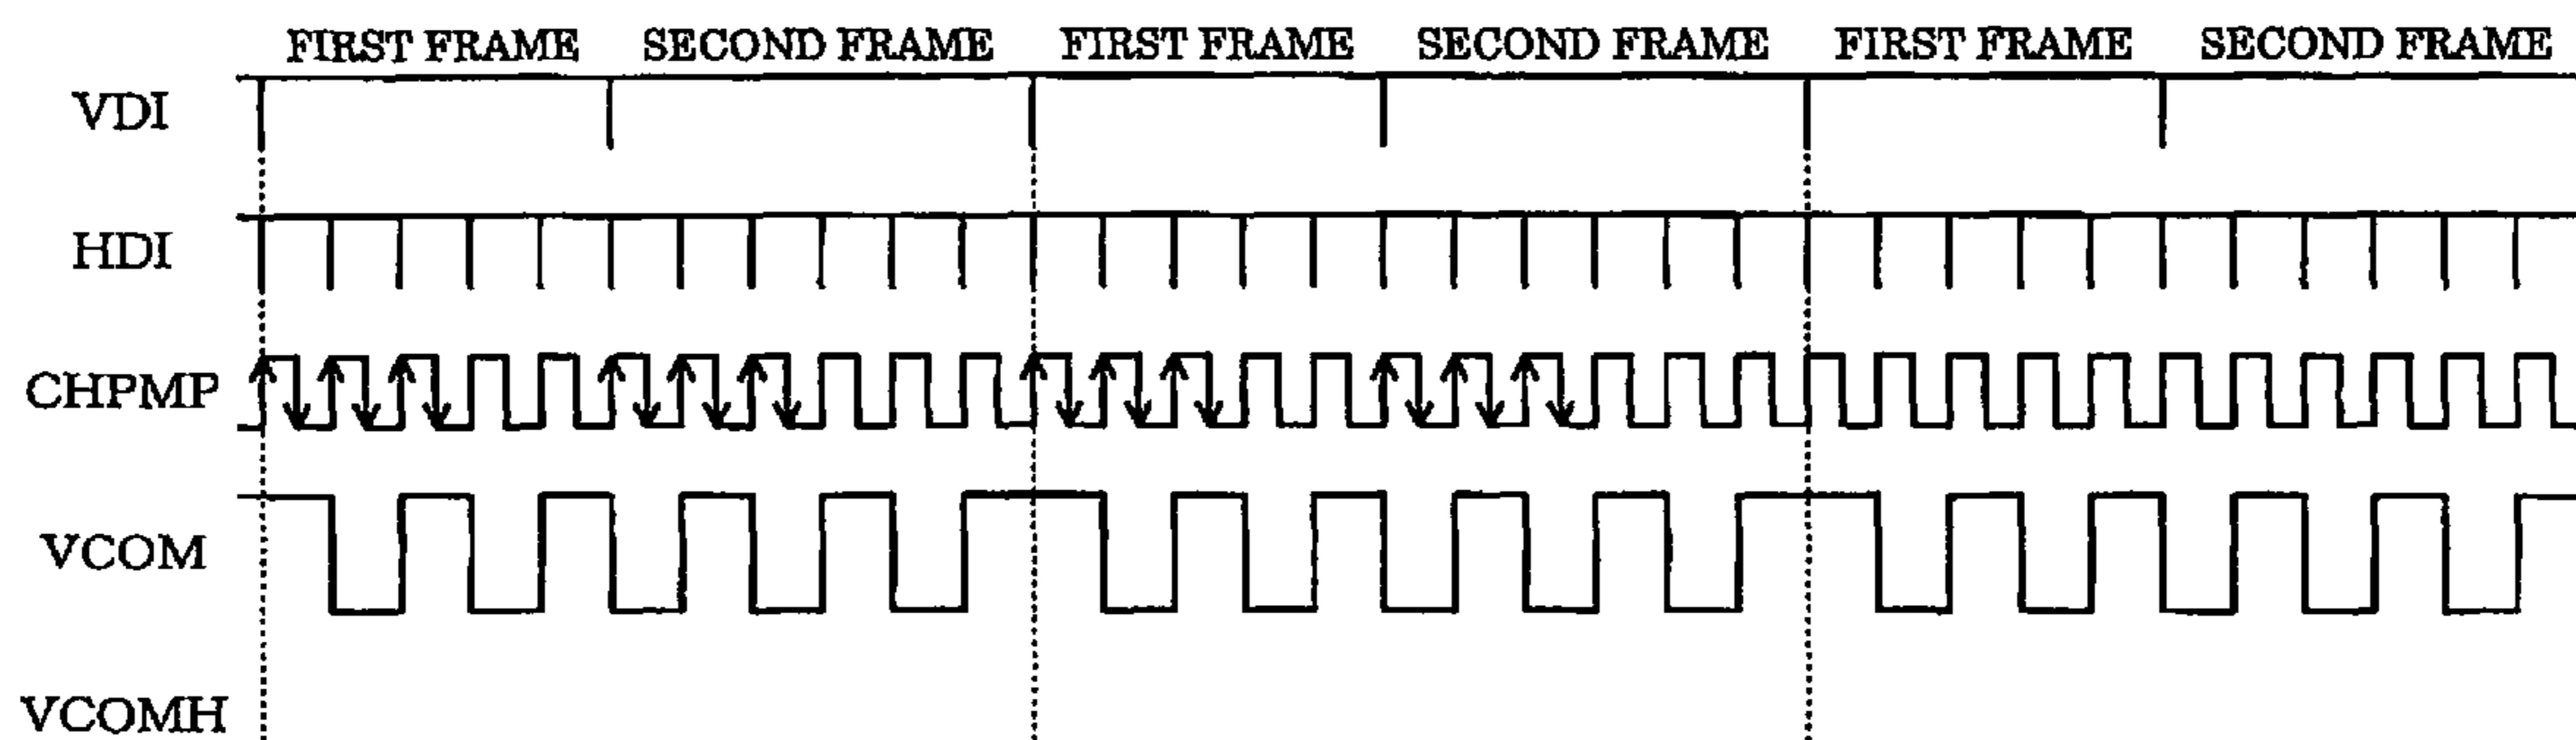 FIRST FRAME SECOND FRAME FIRST FRAME SECOND FRAME FIRST FRAME SECOND FRAME
VDI
HDI
CHPMP
VCOM
VCOMH